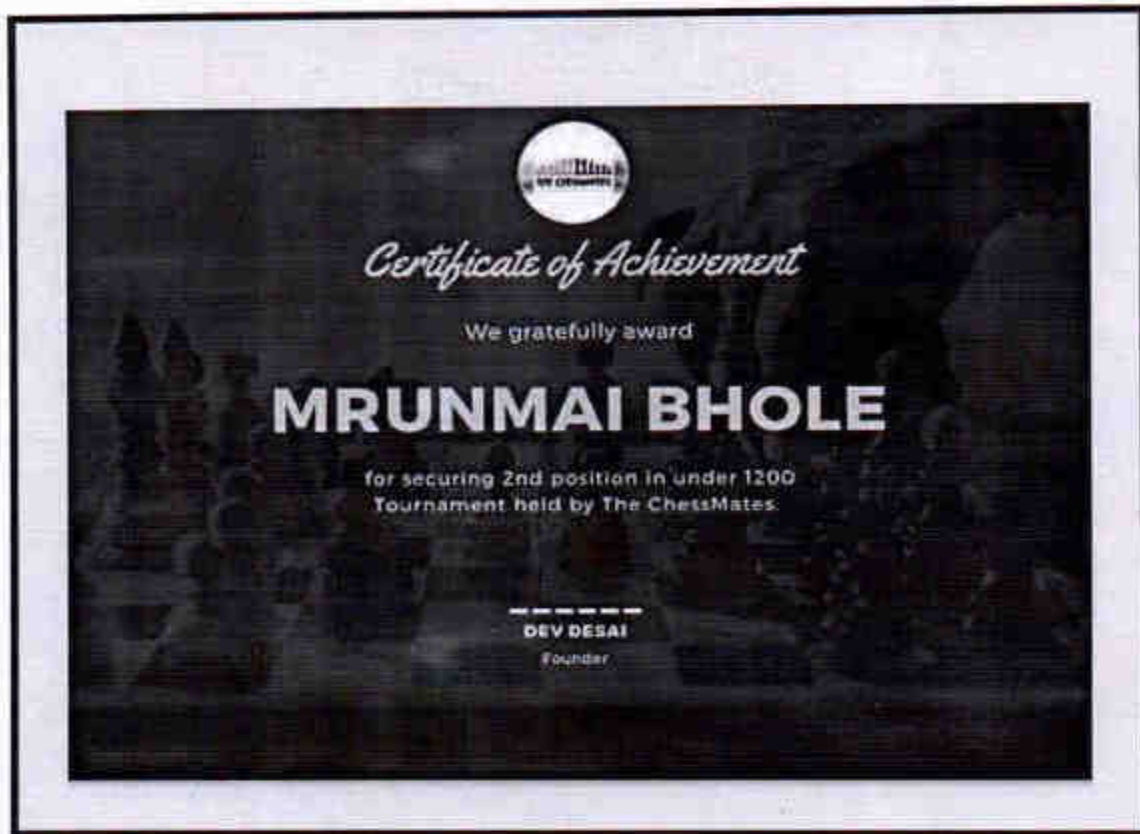 Certificate of Achievement
We gratefully award
MRUNMAI BHOLE
for securing 2nd position in under 1200
Tournament held by The ChessMates
DEV DESAI
Founder